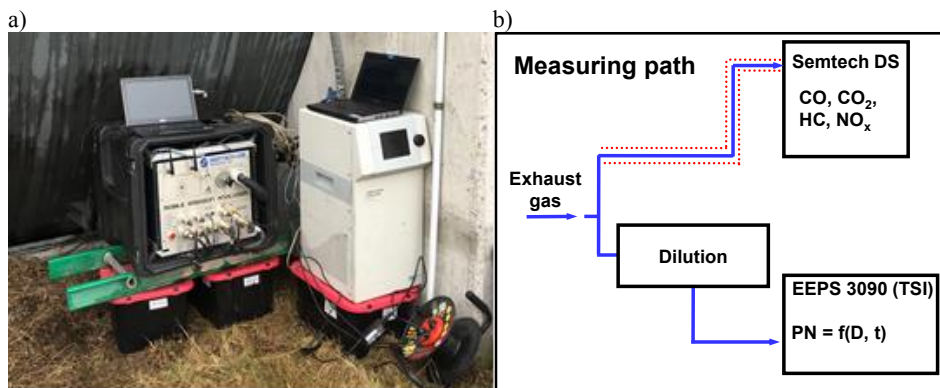 a)
b)
Measuring path
Semtech DS
CO, CO₂,
HC, NOₓ
Exhaust
gas
Dilution
EEPS 3090 (TSI)
PN = f(D, t)